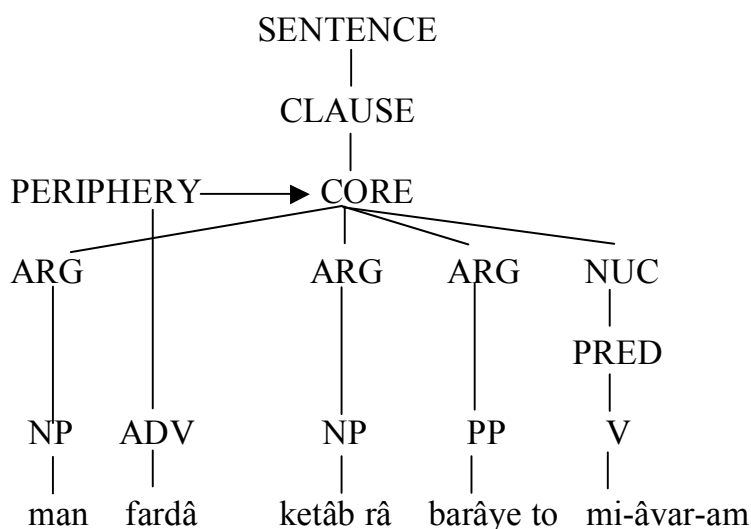 SENTENCE
CLAUSE
PERIPHERY CORE
ARG ARG ARG NUC
PRED
NP ADV NP PP V
man fardâ ketâb râ barâye to mi-âvar-am